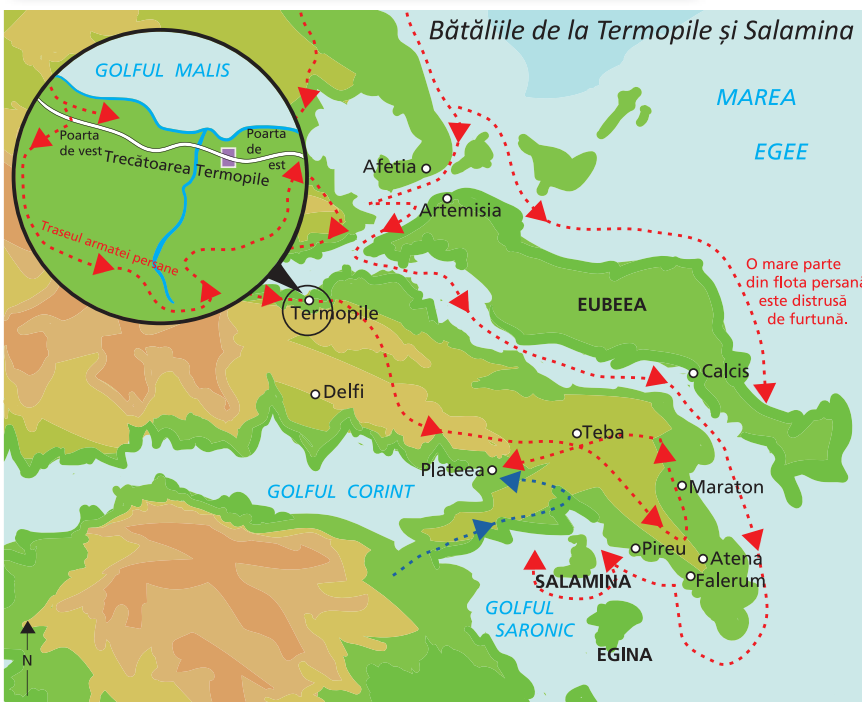 Bătăliile de la Termopile și Salamina
GOLFUL MALIS
MAREA
EGEE
Poarta
de vest
Trecătoarea Termopile
Poarta
de
est
Traseul armatei persane
Afetia
Artemisia
O mare parte
din flota persană
este distrusă
de furtună.
EUBEEA
Termopile
Calcis
Delfi
Teba
Plateea
GOLFUL CORINT
Maraton
Pireu
Atena
Falerum
SALAMINA
GOLFUL
SARONIC
EGINA
N